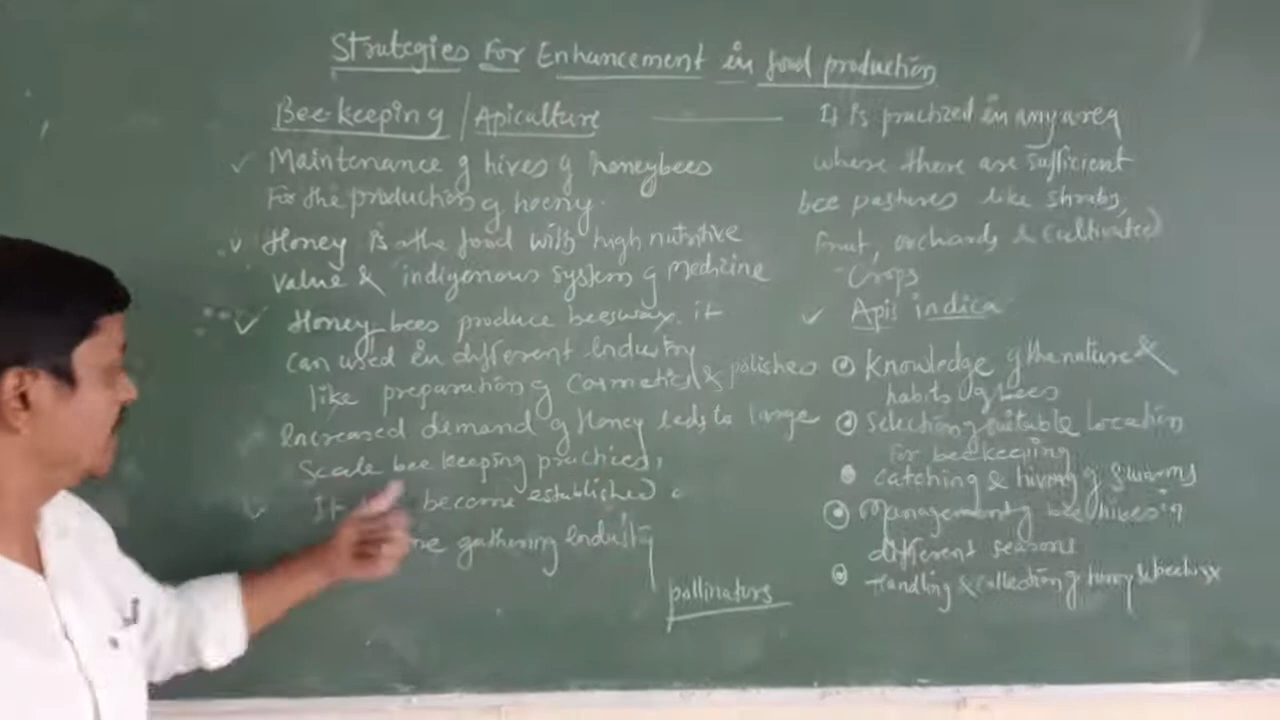 Strategies For Enhancement in food production
Bee-keeping / Apiculture
✓ Maintenance of hives of honeybees
For the production of hoeny.
✓ Honey is the food with high nutritive
value & indigenous system of Medicine
✓ Honey bees produce beeswax. it
can used in different industry
like preparation of Cosmetics & polishes
Increased demand of Honey leds to large
Scale bee keeping practices,
It become established
gathering Industry
pollinators
It is practized in any area
where there are sufficient
bee pastures like shrubs,
fruit, orchards & Cultivated
Crops
✓ Apis indica
Knowledge of the nature &
habits of bees
Selection of suitable Location
For beekeeping
catching & hiving of swarms
Management of bee hives in
different seasons
Handling & Collection of honey & beeswax